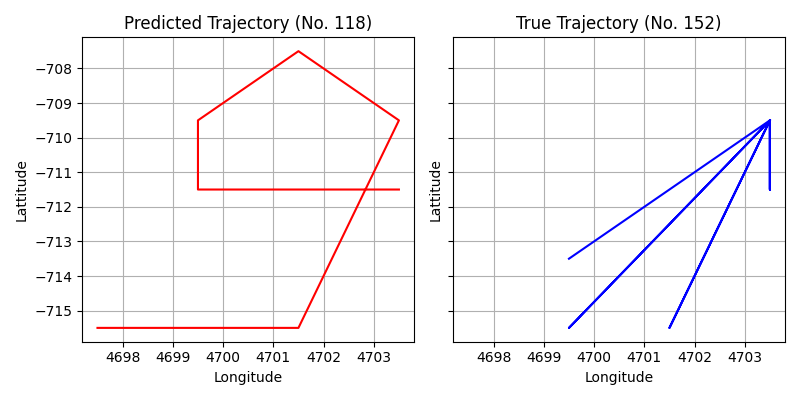 Predicted Trajectory (No. 118)
True Trajectory (No. 152)
−708
−709
−710
−711
−712
−713
−714
−715
Lattitude
Lattitude
4698 4699 4700 4701 4702 4703
4698 4699 4700 4701 4702 4703
Longitude
Longitude